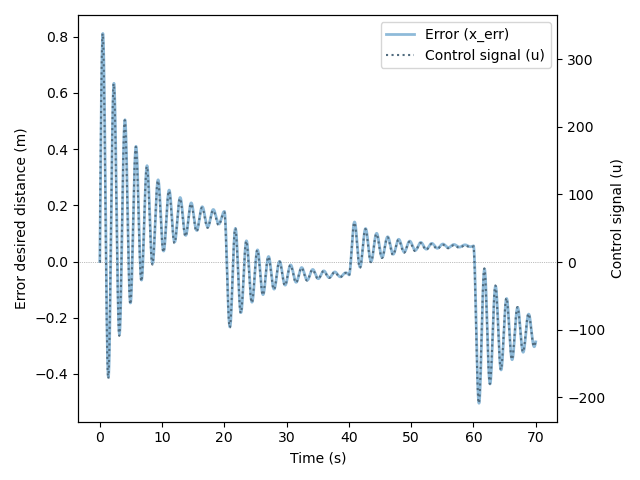 Error (x_err)
Control signal (u)
0.8
0.6
0.4
0.2
0.0
−0.2
−0.4
Error desired distance (m)
300
200
100
0
−100
−200
Control signal (u)
0 10 20 30 40 50 60 70
Time (s)